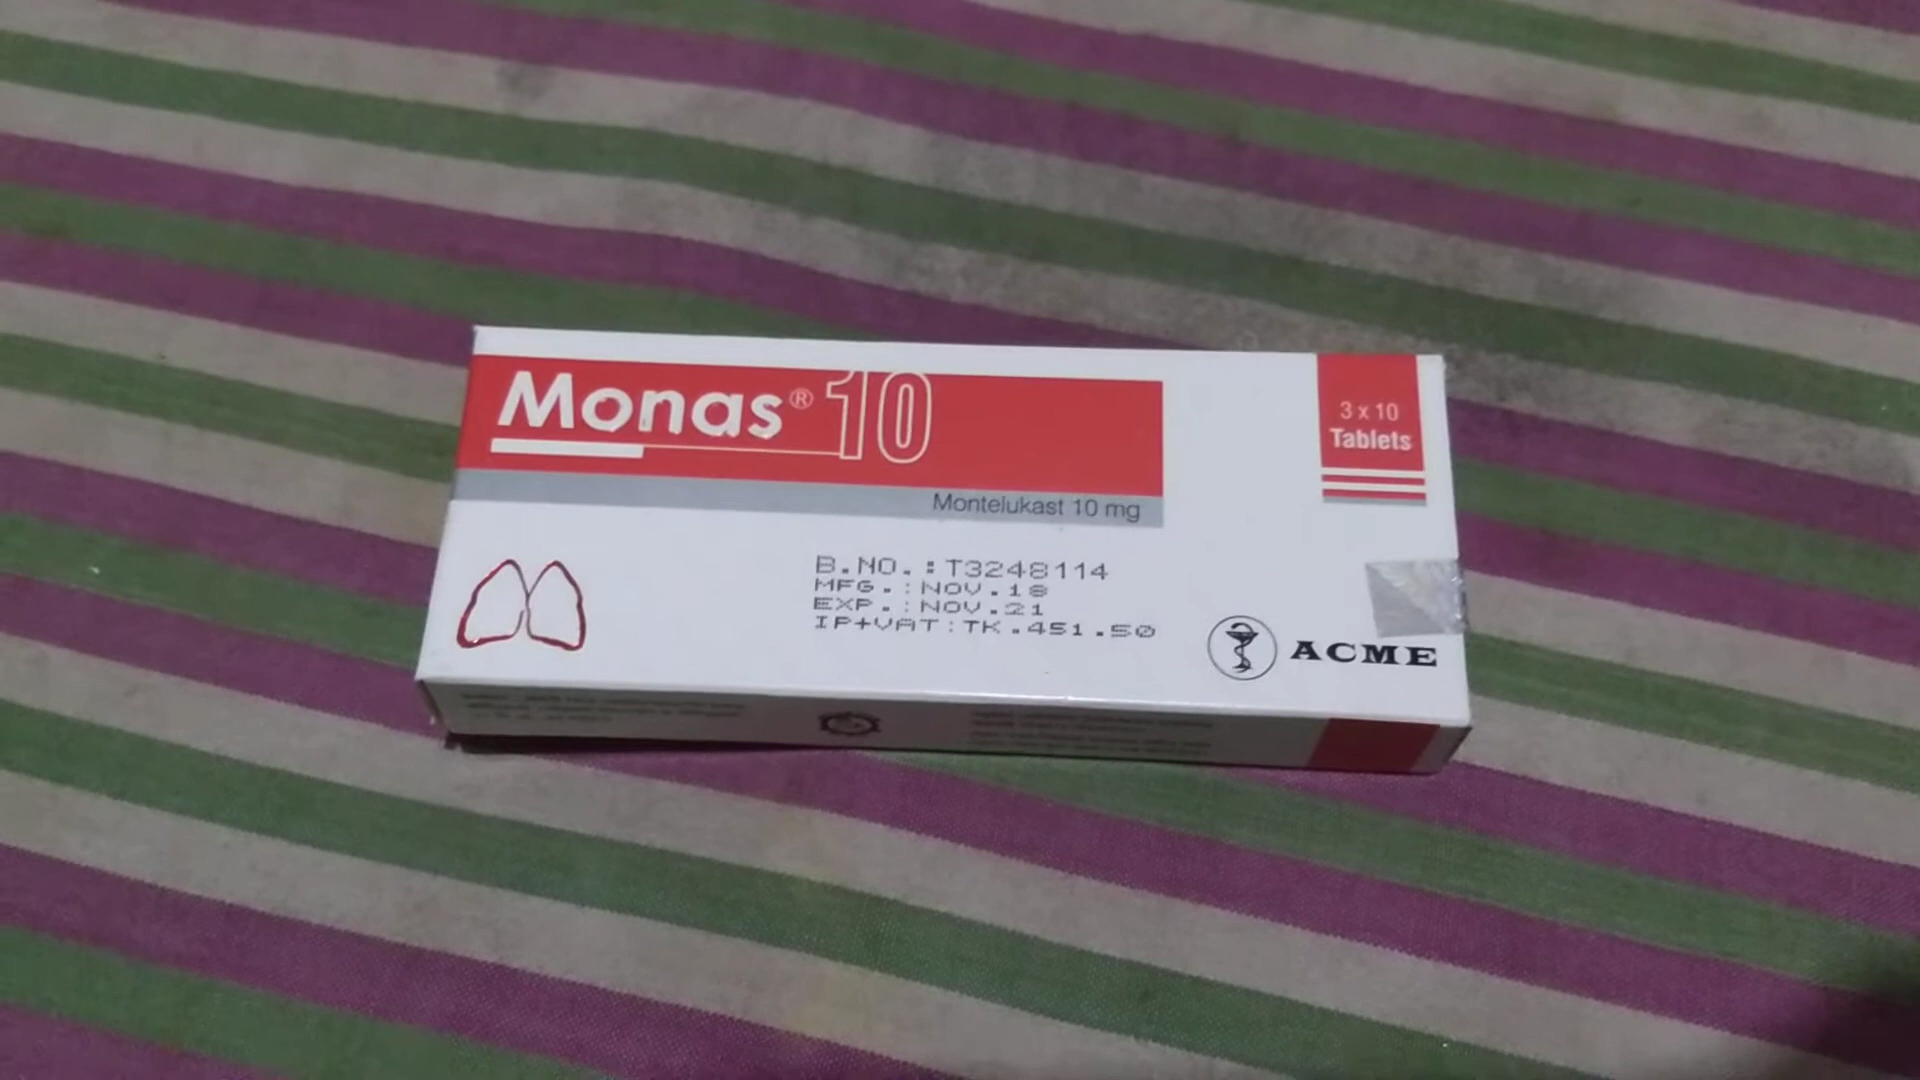 Monas® 10
Montelukast 10 mg
3 x 10
Tablets
B.NO.:T3248114
MFG.:NOV.18
EXP.:NOV.21
IP+VAT:TK.451.50
ACME